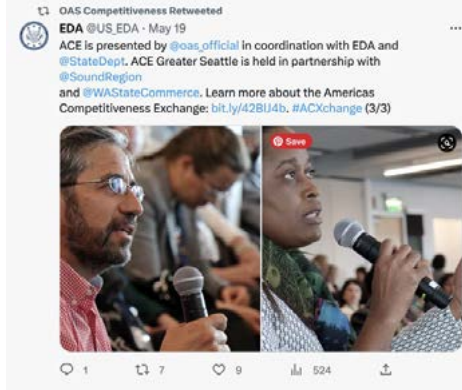 OAS Competitiveness Retweeted
EDA @US_EDA · May 19
ACE is presented by @oas_official in coordination with EDA and
@StateDept. ACE Greater Seattle is held in partnership with
@SoundRegion
and @WAStateCommerce. Learn more about the Americas
Competitiveness Exchange: bit.ly/42BIJ4b. #ACXchange (3/3)
Save
1 7 9 524